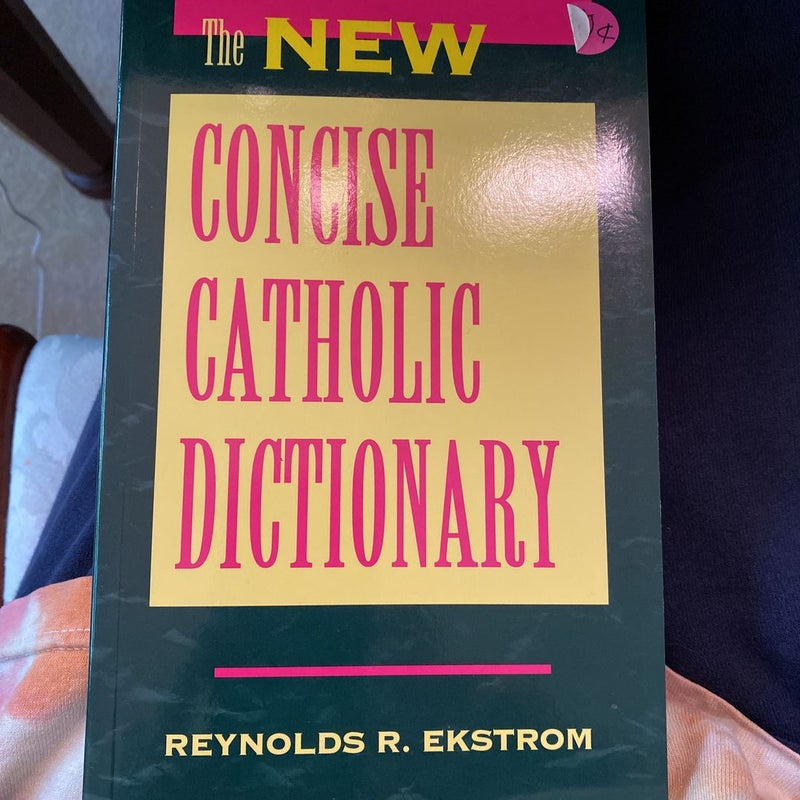 The NEW
CONCISE
CATHOLIC
DICTIONARY
REYNOLDS R. EKSTROM